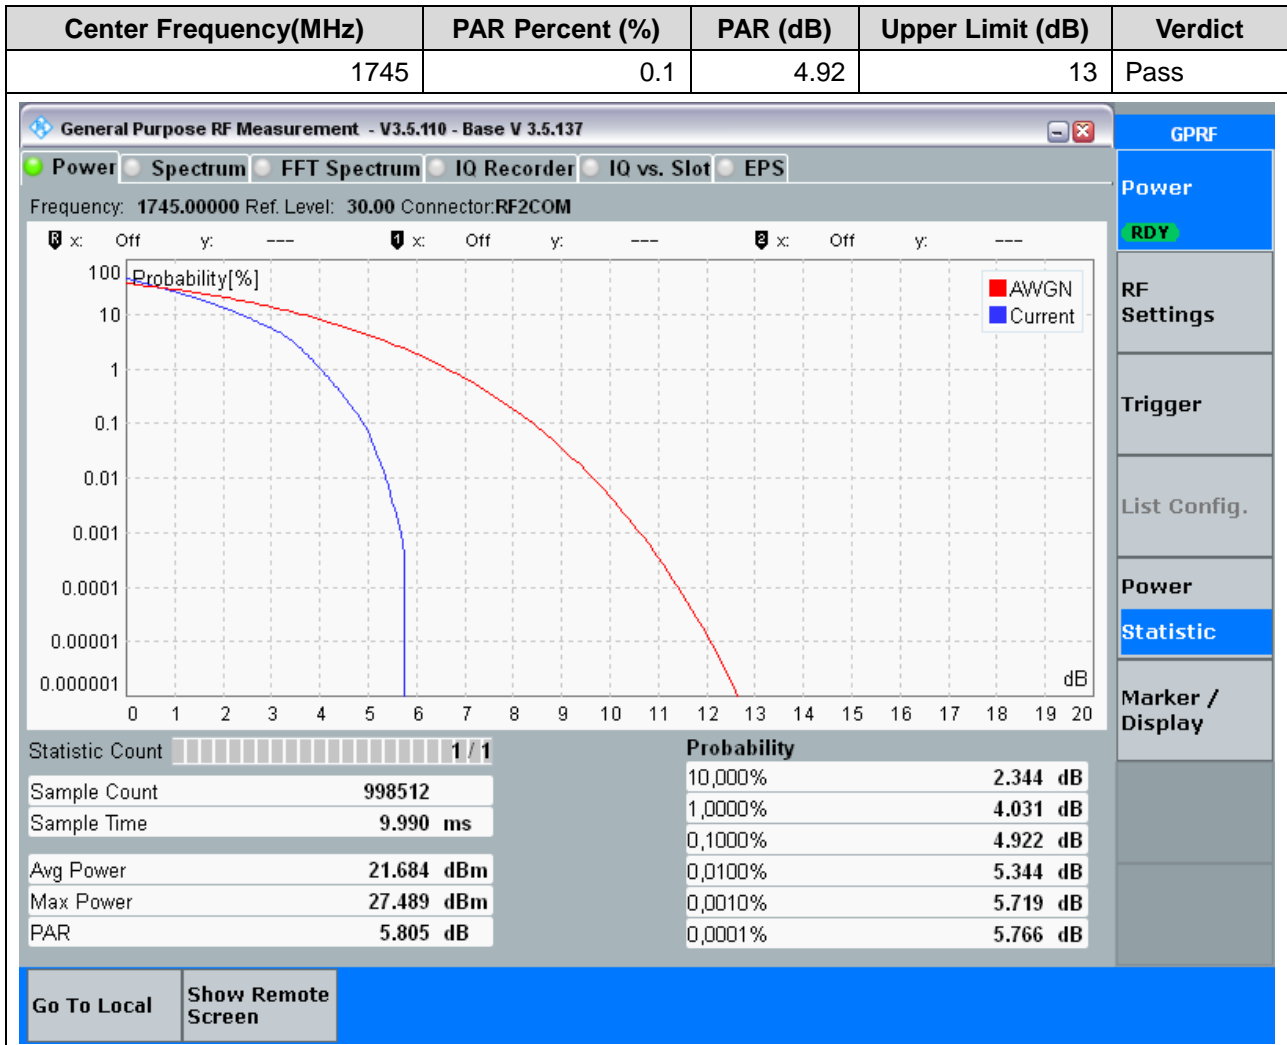 Center Frequency(MHz) PAR Percent (%) PAR (dB) Upper Limit (dB) Verdict
1745 0.1 4.92 13 Pass
General Purpose RF Measurement - V3.5.110 - Base V 3.5.137
GPRF
Power Spectrum FFT Spectrum IQ Recorder IQ vs. Slot EPS
Frequency: 1745.00000 Ref. Level: 30.00 Connector:RF2COM
R x: Off y: --- 1 x: Off y: --- 2 x: Off y: ---
Probability[%]
100
10
1
0.1
0.01
0.001
0.0001
0.00001
0.000001
AWGN
Current
dB
0 1 2 3 4 5 6 7 8 9 10 11 12 13 14 15 16 17 18 19 20
Statistic Count 1 / 1
Sample Count 998512
Sample Time 9.990 ms
Avg Power 21.684 dBm
Max Power 27.489 dBm
PAR 5.805 dB
Probability
10,000% 2.344 dB
1,0000% 4.031 dB
0,1000% 4.922 dB
0,0100% 5.344 dB
0,0010% 5.719 dB
0,0001% 5.766 dB
Power
RDY
RF
Settings
Trigger
List Config.
Power
Statistic
Marker /
Display
Go To Local
Show Remote
Screen